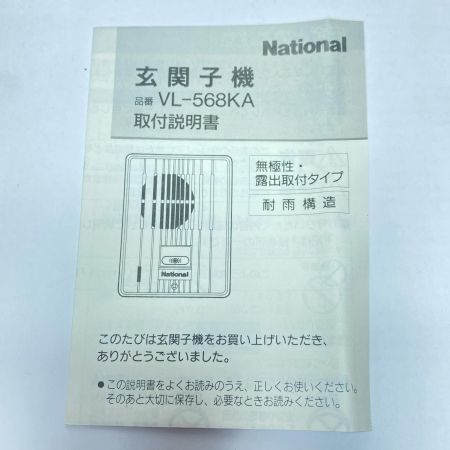 National
玄関子機
品番 VL-568KA
取付説明書
無極性・
露出取付タイプ
耐雨構造
National
このたびは玄関子機をお買い上げいただき、
ありがとうございました。
● この説明書をよくお読みのうえ、正しくお使いください。
そのあと大切に保存し、必要なときお読みください。